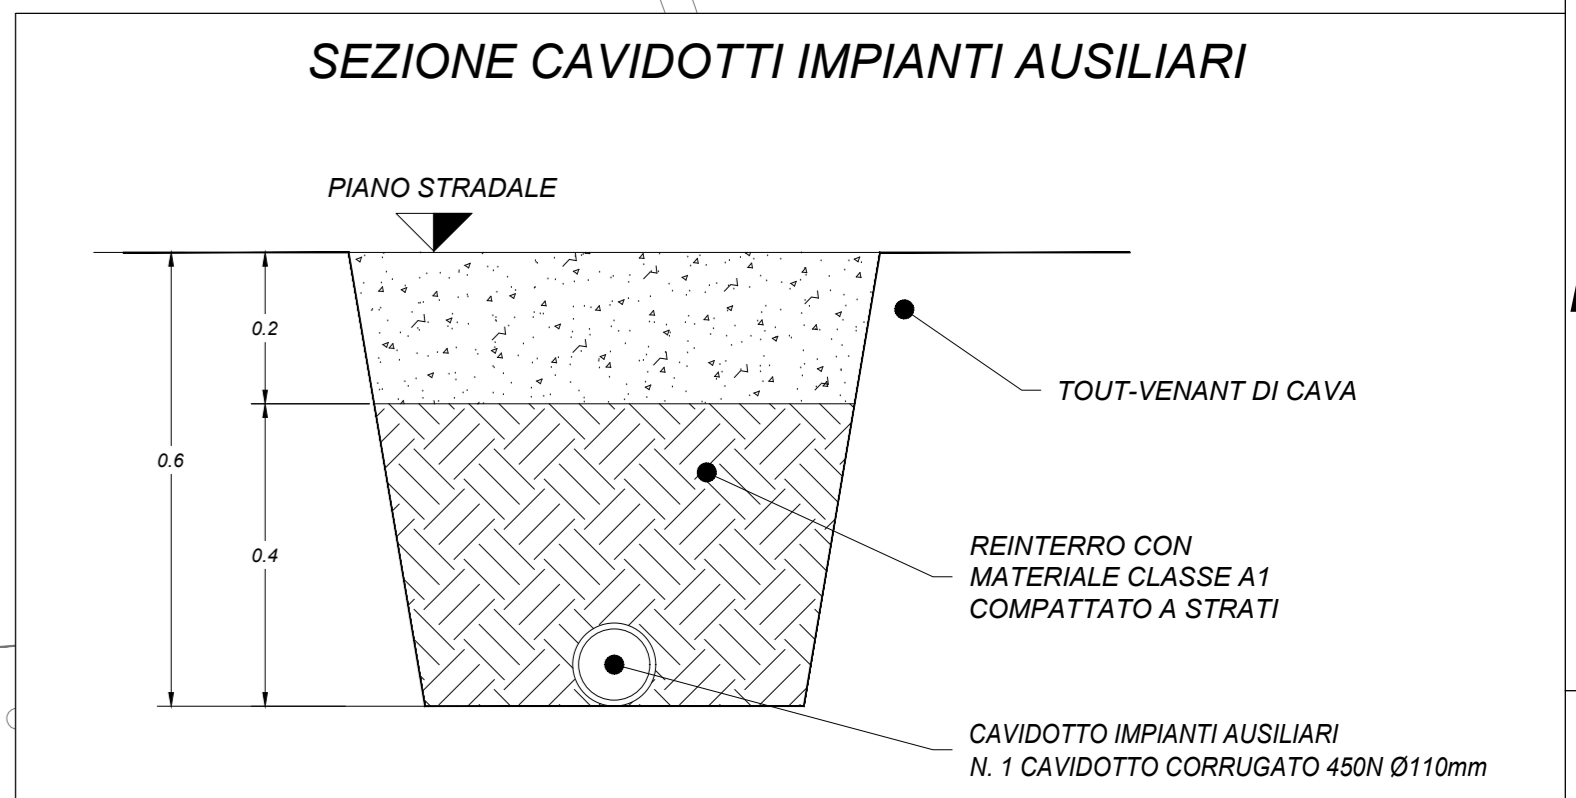 SEZIONE CAVIDOTTI IMPIANTI AUSILIARI
PIANO STRADALE
0.2
TOUT-VENANT DI CAVA
0.6
0.4
REINTERRO CON
MATERIALE CLASSE A1
COMPATTATO A STRATI
CAVIDOTTO IMPIANTI AUSILIARI
N. 1 CAVIDOTTO CORRUGATO 450N Ø110mm